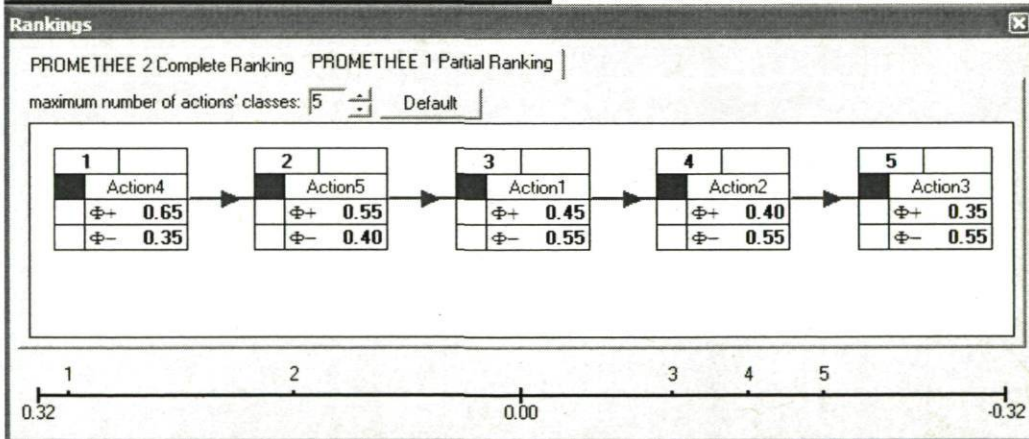 Rankings
PROMETHEE 2 Complete Ranking PROMETHEE 1 Partial Ranking
maximum number of actions' classes: 5 Default
1 2 3 4 5
Action4 Action5 Action1 Action2 Action3
Φ+ 0.65 Φ+ 0.55 Φ+ 0.45 Φ+ 0.40 Φ+ 0.35
Φ− 0.35 Φ− 0.40 Φ− 0.55 Φ− 0.55 Φ− 0.55
1 2 3 4 5
0.32 0.00 -0.32